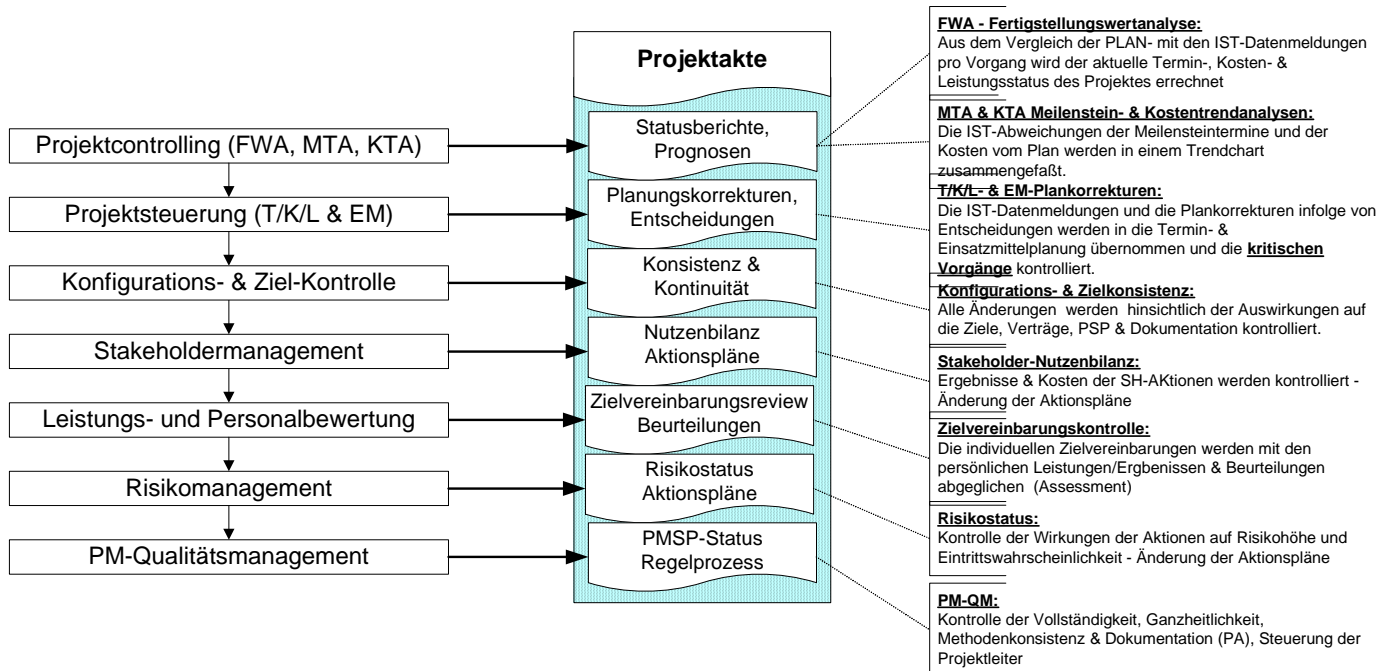 Projektcontrolling (FWA, MTA, KTA)
Projektsteuerung (T/K/L & EM)
Konfigurations- & Ziel-Kontrolle
Stakeholdermanagement
Leistungs- und Personalbewertung
Risikomanagement
PM-Qualitätsmanagement
Projektakte
Statusberichte,
Prognosen
Planungskorrekturen,
Entscheidungen
Konsistenz &
Kontinuität
Nutzenbilanz
Aktionspläne
Zielvereinbarungsreview
Beurteilungen
Risikostatus
Aktionspläne
PMSP-Status
Regelprozess
FWA - Fertigstellungswertanalyse:
Aus dem Vergleich der PLAN- mit den IST-Datenmeldungen
pro Vorgang wird der aktuelle Termin-, Kosten- &
Leistungsstatus des Projektes errechnet
MTA & KTA Meilenstein- & Kostentrendanalysen:
Die IST-Abweichungen der Meilensteintermine und der
Kosten vom Plan werden in einem Trendchart
zusammengefaßt.
T/K/L- & EM-Plankorrekturen:
Die IST-Datenmeldungen und die Plankorrekturen infolge von
Entscheidungen werden in die Termin- &
Einsatzmittelplanung übernommen und die kritischen
Vorgänge kontrolliert.
Konfigurations- & Zielkonsistenz:
Alle Änderungen werden hinsichtlich der Auswirkungen auf
die Ziele, Verträge, PSP & Dokumentation kontrolliert.
Stakeholder-Nutzenbilanz:
Ergebnisse & Kosten der SH-AKtionen werden kontrolliert -
Änderung der Aktionspläne
Zielvereinbarungskontrolle:
Die individuellen Zielvereinbarungen werden mit den
persönlichen Leistungen/Ergbenissen & Beurteilungen
abgeglichen (Assessment)
Risikostatus:
Kontrolle der Wirkungen der Aktionen auf Risikohöhe und
Eintrittswahrscheinlichkeit - Änderung der Aktionspläne
PM-QM:
Kontrolle der Vollständigkeit, Ganzheitlichkeit,
Methodenkonsistenz & Dokumentation (PA), Steuerung der
Projektleiter